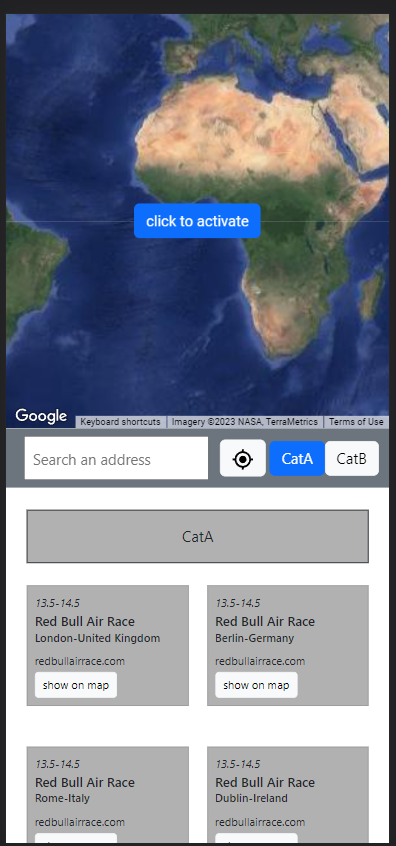 click to activate
Google
Keyboard shortcuts
Imagery ©2023 NASA, TerraMetrics
Terms of Use
Search an address
CatA
CatB
CatA
13.5-14.5
Red Bull Air Race
London-United Kingdom
redbullairrace.com
show on map
13.5-14.5
Red Bull Air Race
Berlin-Germany
redbullairrace.com
show on map
13.5-14.5
Red Bull Air Race
Rome-Italy
redbullairrace.com
13.5-14.5
Red Bull Air Race
Dublin-Ireland
redbullairrace.com